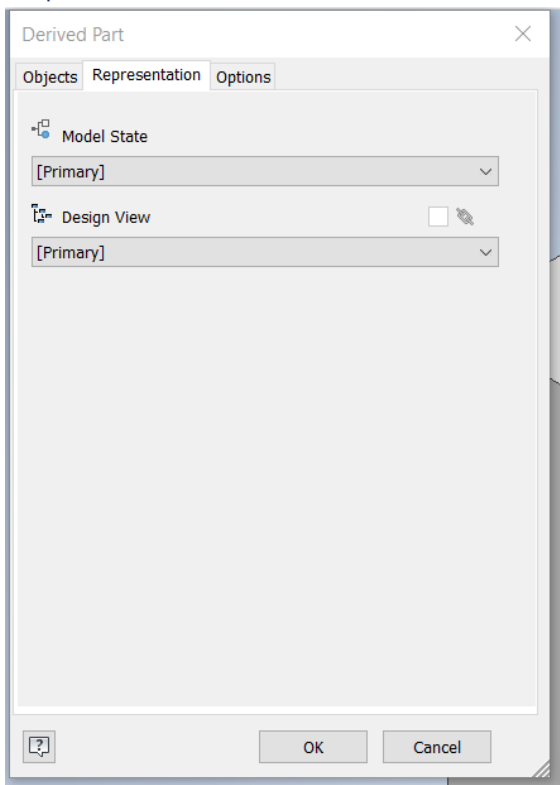 Derived Part
Objects Representation Options
Model State
[Primary]
Design View
[Primary]
OK Cancel